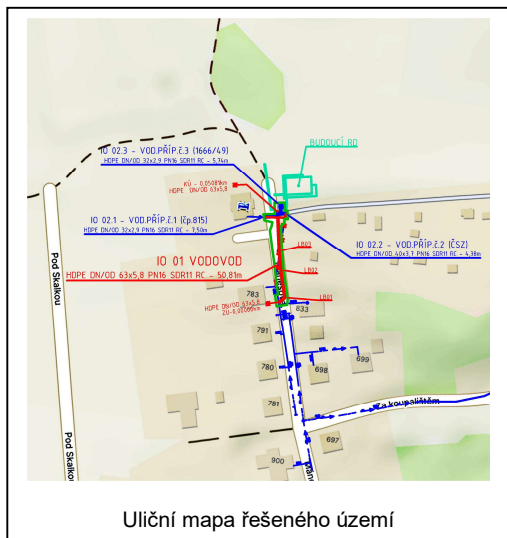 BUDOUCÍ RD
IO 02.3 - VOD.PŘÍP.č.3 (1666/49)
HDPE DN/OD 32x2,9 PN16 SDR11 RC - 5,74m
KÚ - 0,05081km
HDPE DN/OD 63x5,8
IO 02.1 - VOD.PŘÍP.č.1 (čp.815)
HDPE DN/OD 32x2,9 PN16 SDR11 RC - 7,50m
IO 02.2 - VOD.PŘÍP.č.2 (ČSZ)
HDPE DN/OD 40x3,7 PN16 SDR11 RC - 4,38m
LB03
IO 01 VODOVOD
HDPE DN/OD 63x5,8 PN16 SDR11 RC - 50,81m
LB02
Pod Skalkou
783
LB01
HDPE DN/OD 63x5,8
833
791
699
780
698
Za koupalištěm
781
697
Pod Skalkou
900
Uliční mapa řešeného území